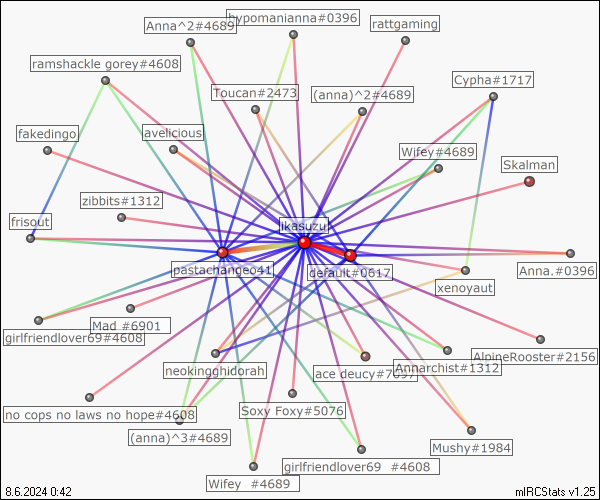 hypomanianna#0396
Anna^2#4689
rattgaming
ramshackle gorey#4608
Cypha#1717
Toucan#2473
(anna)^2#4689
fakedingo
avelicious
Wifey#4689
Skalman
zibbits#1312
frisout
ikasuzu
pastachangeo41
default#0617
Anna.#0396
xenoyaut
Mad #6901
girlfriendlover69#4608
AlpineRooster#2156
neokingghidorah
ace deucy#7697
Annarchist#1312
no cops no laws no hope#4608
Soxy Foxy#5076
(anna)^3#4689
Mushy#1984
girlfriendlover69 #4608
Wifey #4689
8.6.2024 0:42
mIRCStats v1.25